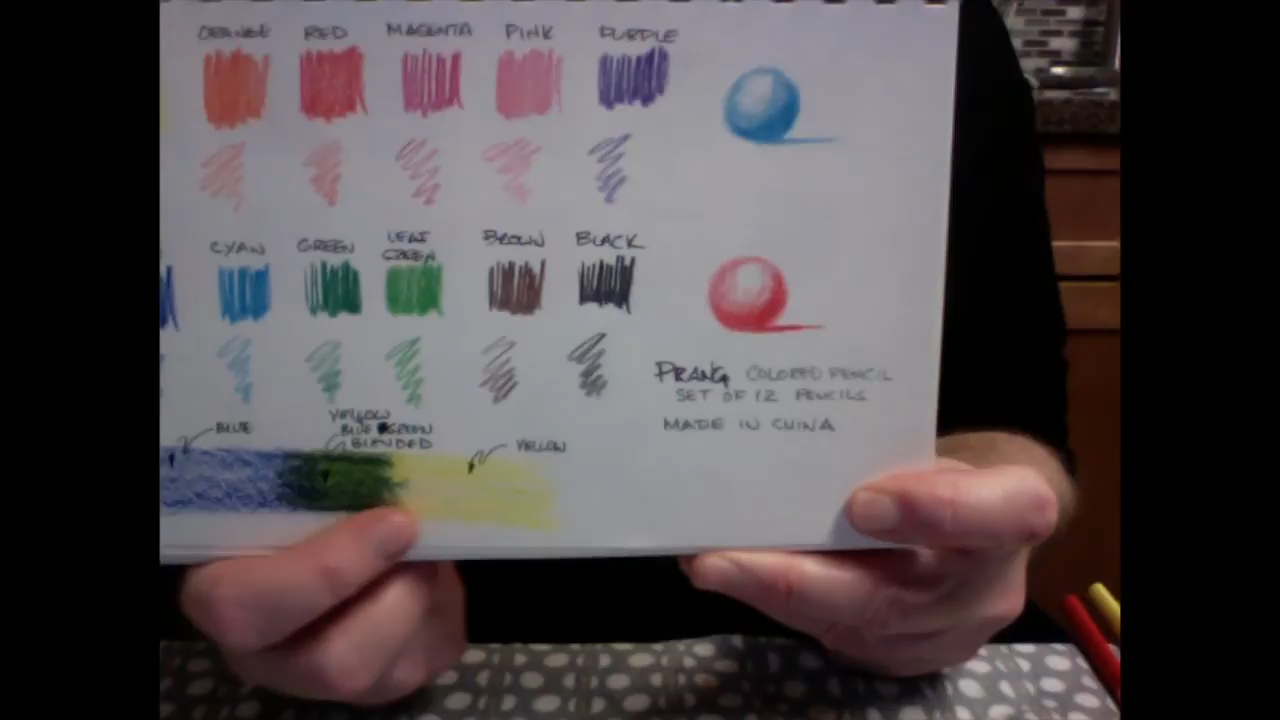 ORANGE RED MAGENTA PINK PURPLE
CYAN GREEN LEAF GREEN BROWN BLACK
PRANG COLORED PENCIL
SET OF 12 PENCILS
MADE IN CHINA
BLUE
YELLOW
BLUE GREEN
BLENDED
YELLOW